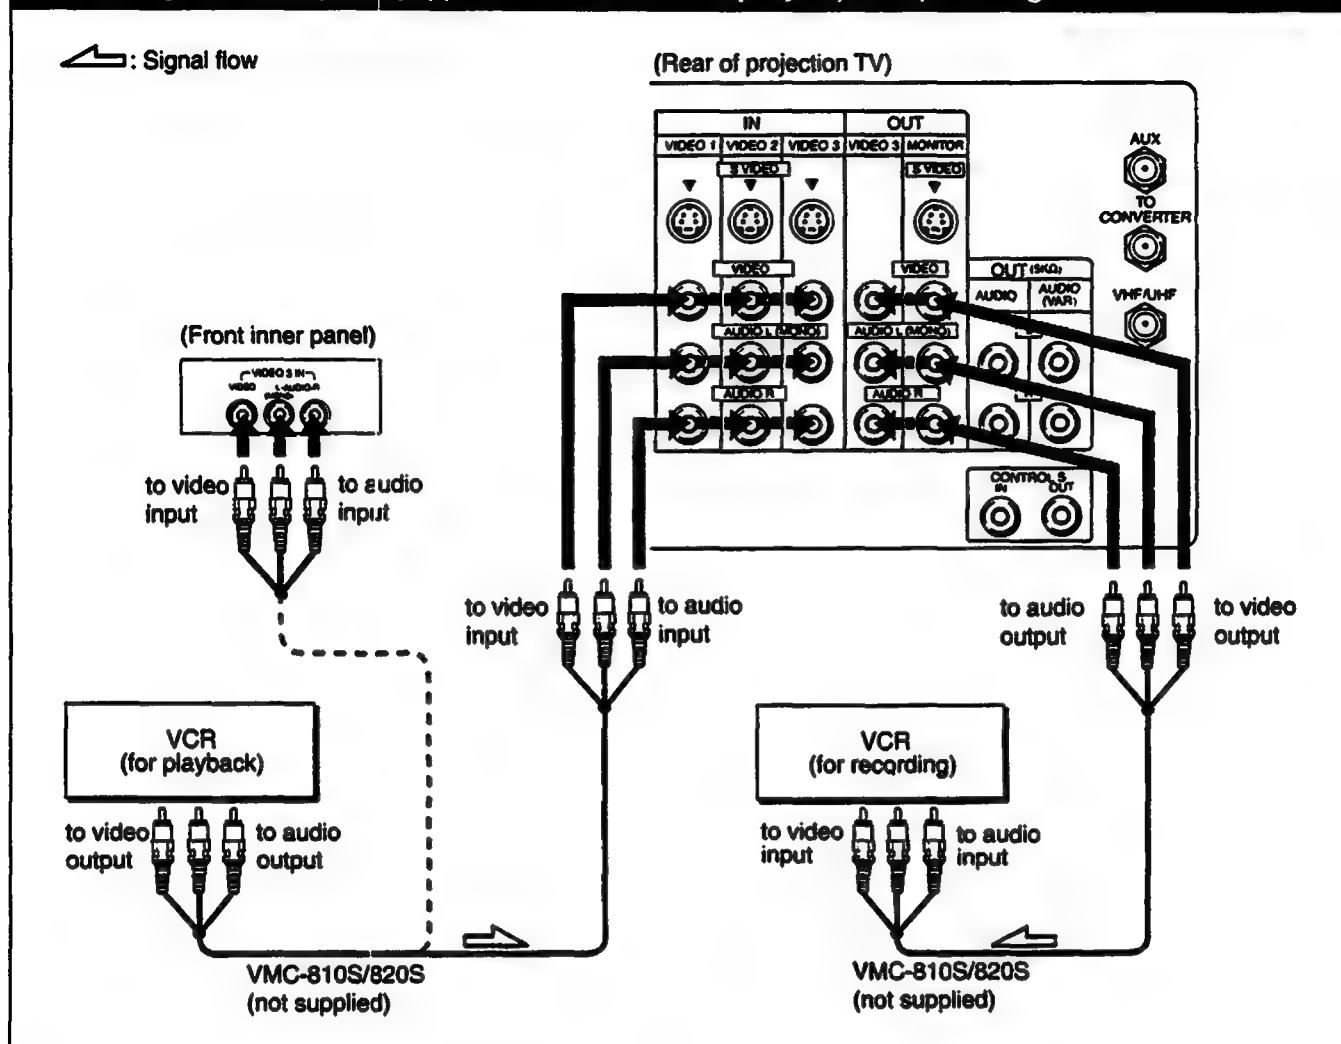 : Signal flow
(Rear of projection TV)
IN
OUT
VIDEO 1
VIDEO 2
VIDEO 3
VIDEO 3
MONITOR
S VIDEO
S VIDEO
AUX
TO
CONVERTER
VHF/UHF
VIDEO
VIDEO
OUT (5KΩ)
AUDIO
AUDIO
(VAR)
AUDIO L (MONO)
AUDIO L (MONO)
AUDIO R
AUDIO R
CONTROL S
IN
OUT
(Front inner panel)
VIDEO
L-AUDIO-R
to video
input
to audio
input
to video
input
to audio
input
to audio
output
to video
output
VCR
(for playback)
to video
output
to audio
output
VMC-810S/820S
(not supplied)
VCR
(for recording)
to video
input
to audio
input
VMC-810S/820S
(not supplied)